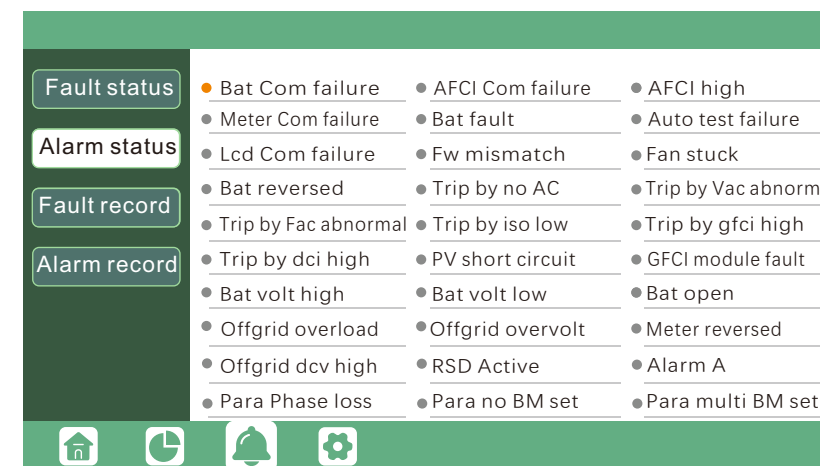 Fault status
Alarm status
Fault record
Alarm record
Bat Com failure AFCI Com failure AFCI high
Meter Com failure Bat fault Auto test failure
Lcd Com failure Fw mismatch Fan stuck
Bat reversed Trip by no AC Trip by Vac abnorm
Trip by Fac abnormal Trip by iso low Trip by gfci high
Trip by dci high PV short circuit GFCI module fault
Bat volt high Bat volt low Bat open
Offgrid overload Offgrid overvolt Meter reversed
Offgrid dcv high RSD Active Alarm A
Para Phase loss Para no BM set Para multi BM set